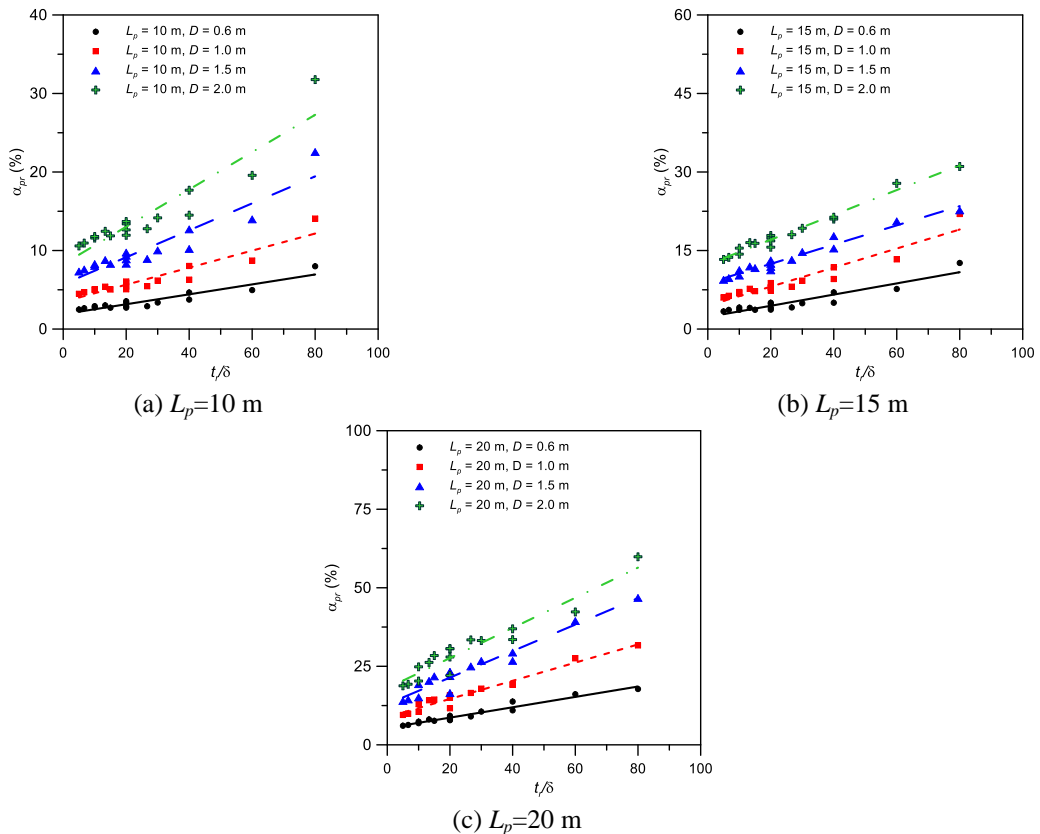 40
30
20
10
0
α_pr (%)
L_p = 10 m, D = 0.6 m
L_p = 10 m, D = 1.0 m
L_p = 10 m, D = 1.5 m
L_p = 10 m, D = 2.0 m
0 20 40 60 80 100
t_r/δ
(a) L_p=10 m
60
45
30
15
0
α_pr (%)
L_p = 15 m, D = 0.6 m
L_p = 15 m, D = 1.0 m
L_p = 15 m, D = 1.5 m
L_p = 15 m, D = 2.0 m
0 20 40 60 80 100
t_r/δ
(b) L_p=15 m
100
75
50
25
0
α_pr (%)
L_p = 20 m, D = 0.6 m
L_p = 20 m, D = 1.0 m
L_p = 20 m, D = 1.5 m
L_p = 20 m, D = 2.0 m
0 20 40 60 80 100
t_r/δ
(c) L_p=20 m